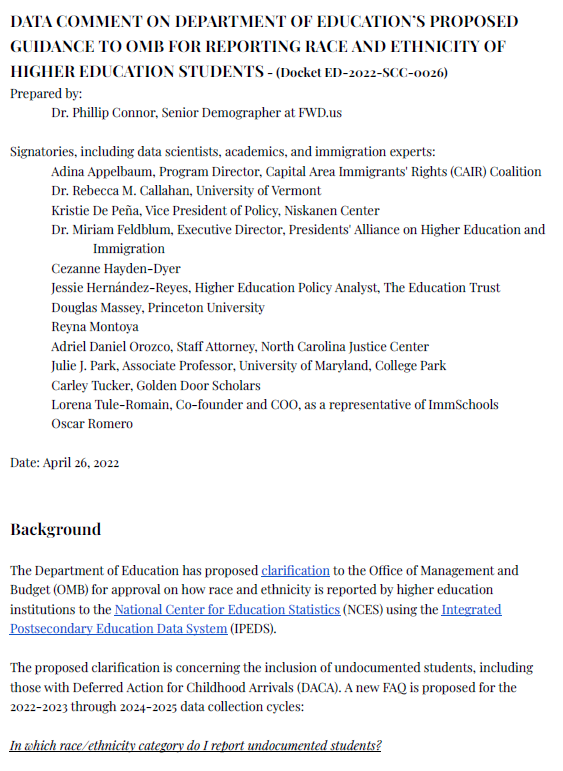 DATA COMMENT ON DEPARTMENT OF EDUCATION'S PROPOSED
GUIDANCE TO OMB FOR REPORTING RACE AND ETHNICITY OF
HIGHER EDUCATION STUDENTS - (Docket ED-2022-SCC-0026)
Prepared by:
Dr. Phillip Connor, Senior Demographer at FWD.us
Signatories, including data scientists, academics, and immigration experts:
Adina Appelbaum, Program Director, Capital Area Immigrants' Rights (CAIR) Coalition
Dr. Rebecca M. Callahan, University of Vermont
Kristie De Peña, Vice President of Policy, Niskanen Center
Dr. Miriam Feldblum, Executive Director, Presidents' Alliance on Higher Education and
Immigration
Cezanne Hayden-Dyer
Jessie Hernández-Reyes, Higher Education Policy Analyst, The Education Trust
Douglas Massey, Princeton University
Reyna Montoya
Adriel Daniel Orozco, Staff Attorney, North Carolina Justice Center
Julie J. Park, Associate Professor, University of Maryland, College Park
Carley Tucker, Golden Door Scholars
Lorena Tule-Romain, Co-founder and COO, as a representative of ImmSchools
Oscar Romero
Date: April 26, 2022
Background
The Department of Education has proposed clarification to the Office of Management and
Budget (OMB) for approval on how race and ethnicity is reported by higher education
institutions to the National Center for Education Statistics (NCES) using the Integrated
Postsecondary Education Data System (IPEDS).
The proposed clarification is concerning the inclusion of undocumented students, including
those with Deferred Action for Childhood Arrivals (DACA). A new FAQ is proposed for the
2022-2023 through 2024-2025 data collection cycles:
In which race/ethnicity category do I report undocumented students?